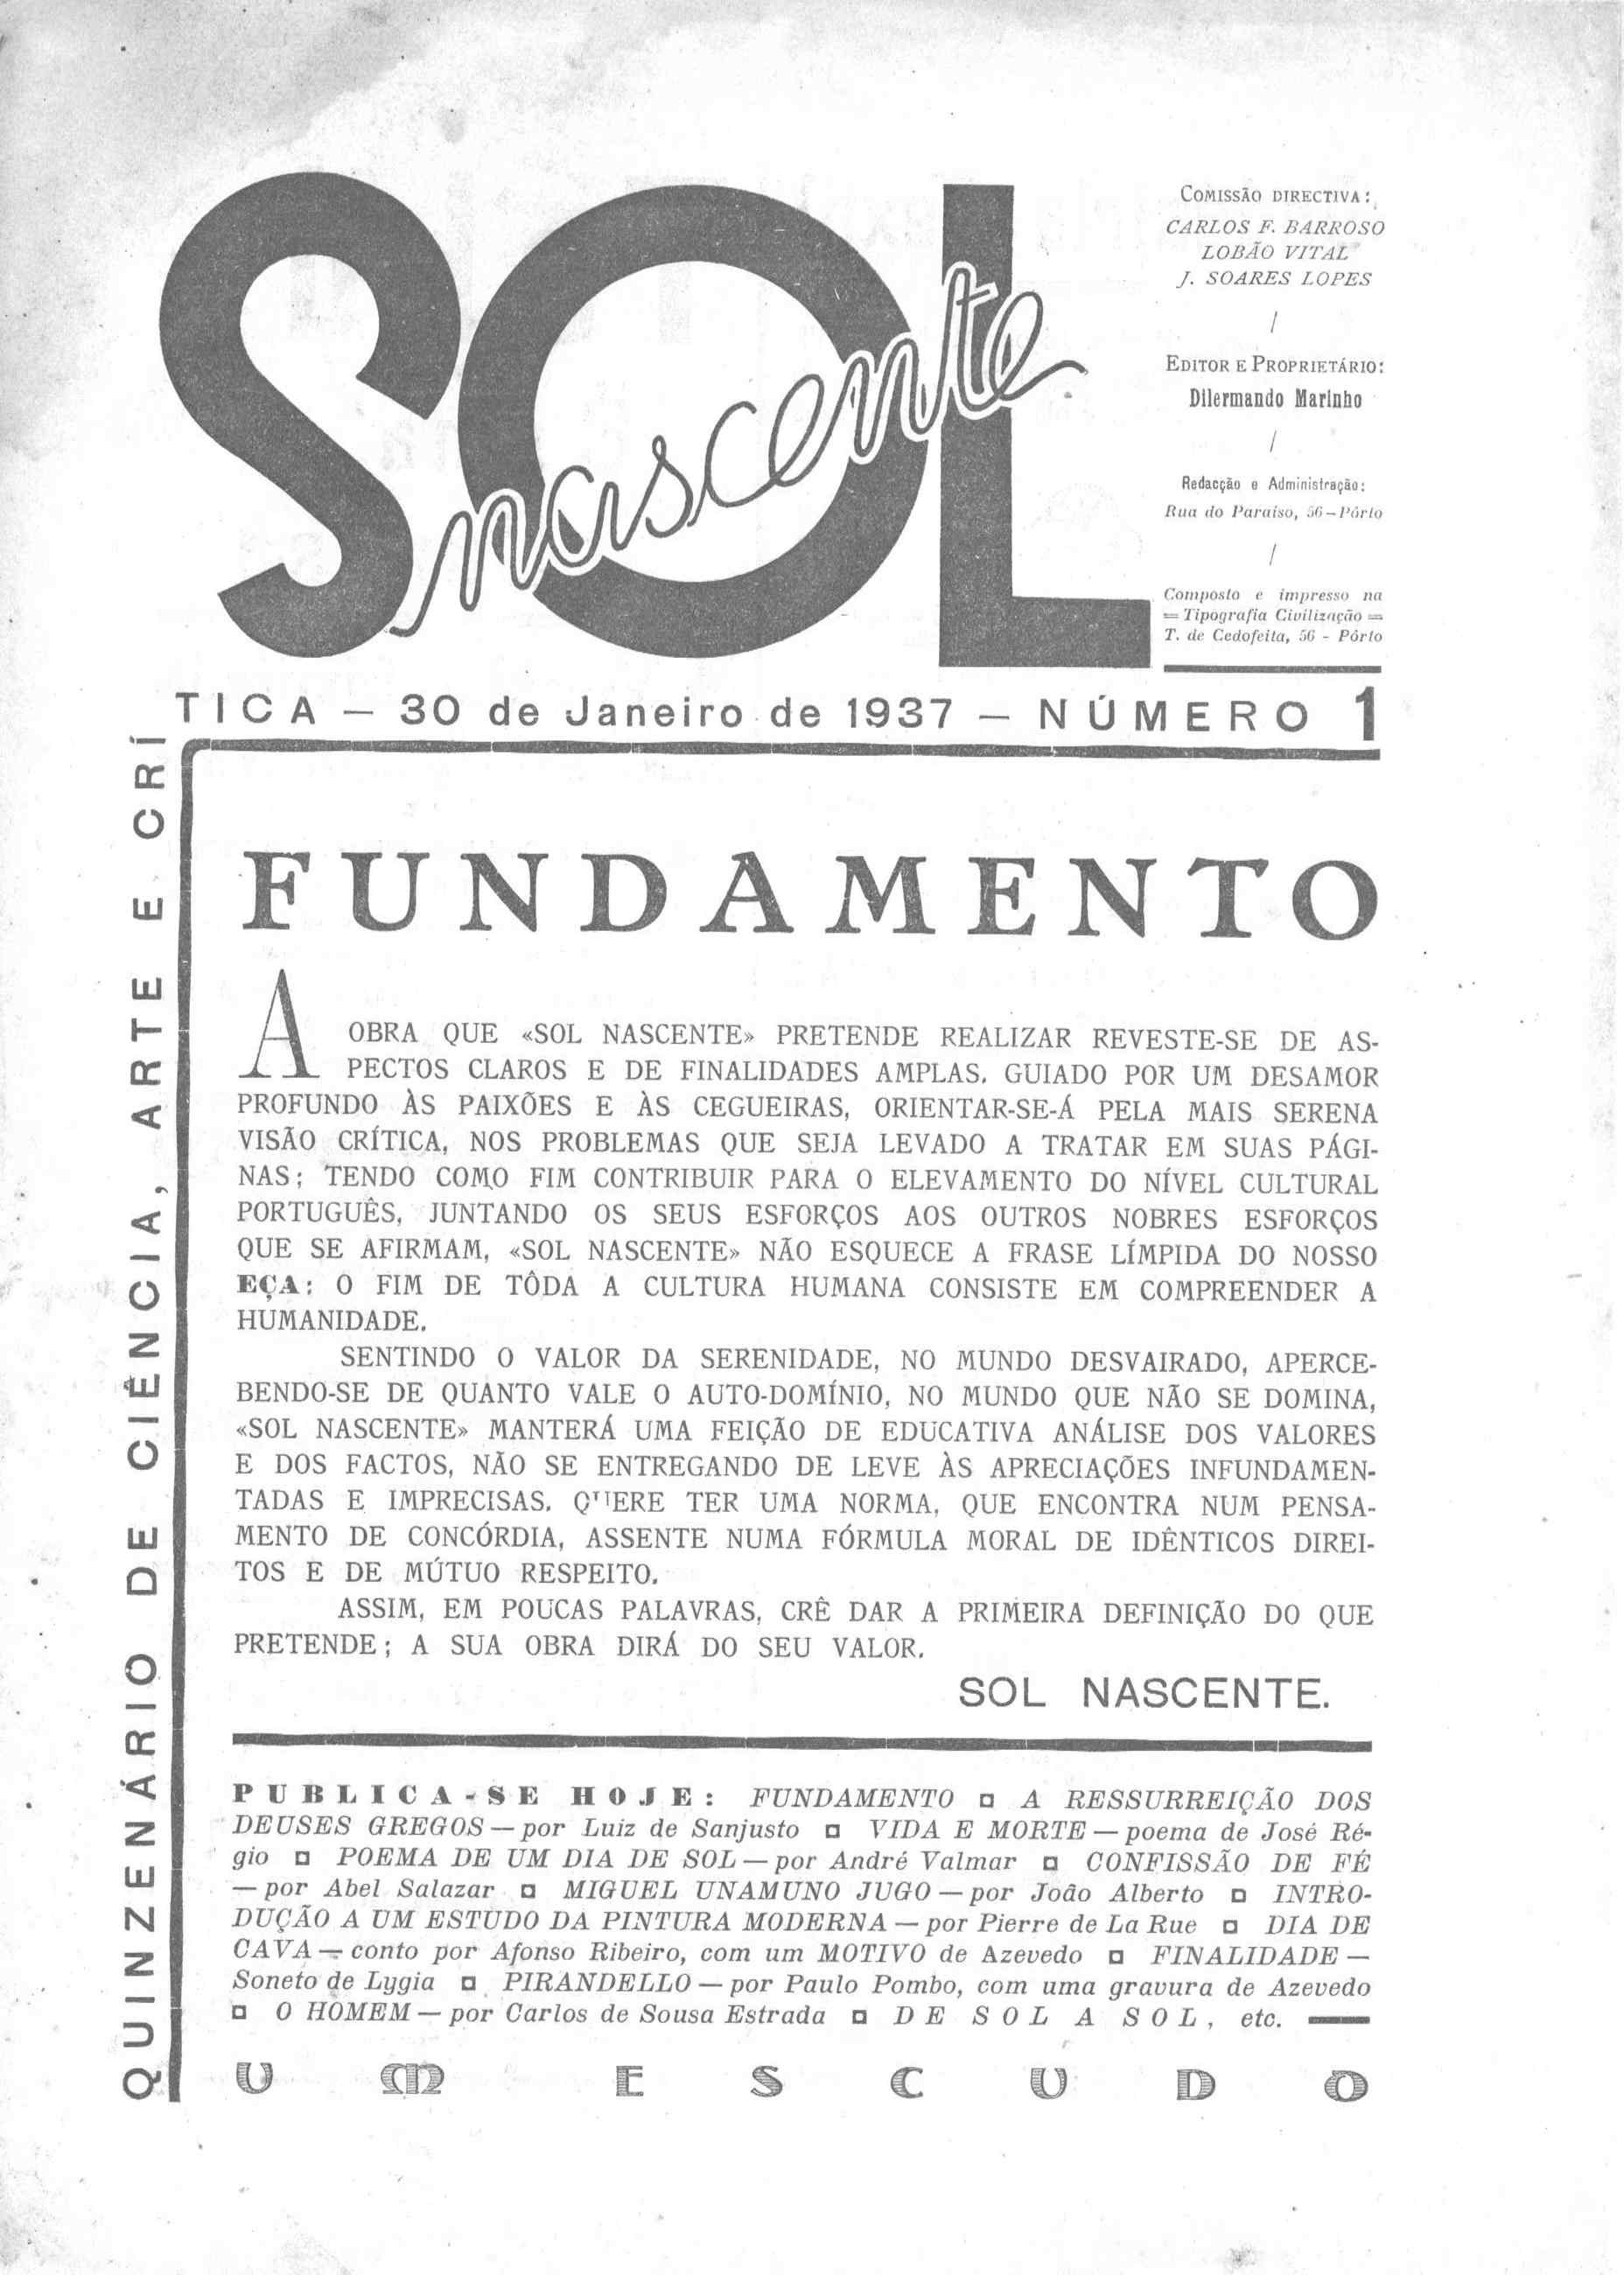 SOL
nascente
COMISSÃO DIRECTIVA:
CARLOS F. BARROSO
LOBÃO VITAL
J. SOARES LOPES
/
EDITOR E PROPRIETÁRIO:
Dilermando Marinho
/
Redacção e Administração:
Rua do Paraiso, 56-Pôrto
/
Composto e impresso na
= Tipografia Civilização =
T. de Cedofeita, 56 - Pôrto
QUINZENÁRIO DE CIÊNCIA, ARTE E CRÍ
TICA — 30 de Janeiro de 1937 — NÚMERO 1
FUNDAMENTO
A OBRA QUE «SOL NASCENTE» PRETENDE REALIZAR REVESTE-SE DE AS-
PECTOS CLAROS E DE FINALIDADES AMPLAS. GUIADO POR UM DESAMOR
PROFUNDO ÀS PAIXÕES E ÀS CEGUEIRAS, ORIENTAR-SE-Á PELA MAIS SERENA
VISÃO CRÍTICA, NOS PROBLEMAS QUE SEJA LEVADO A TRATAR EM SUAS PÁGI-
NAS; TENDO COMO FIM CONTRIBUIR PARA O ELEVAMENTO DO NÍVEL CULTURAL
PORTUGUÊS, JUNTANDO OS SEUS ESFORÇOS AOS OUTROS NOBRES ESFORÇOS
QUE SE AFIRMAM, «SOL NASCENTE» NÃO ESQUECE A FRASE LÍMPIDA DO NOSSO
EÇA: O FIM DE TÔDA A CULTURA HUMANA CONSISTE EM COMPREENDER A
HUMANIDADE.
SENTINDO O VALOR DA SERENIDADE, NO MUNDO DESVAIRADO, APERCE-
BENDO-SE DE QUANTO VALE O AUTO-DOMÍNIO, NO MUNDO QUE NÃO SE DOMINA,
«SOL NASCENTE» MANTERÁ UMA FEIÇÃO DE EDUCATIVA ANÁLISE DOS VALORES
E DOS FACTOS, NÃO SE ENTREGANDO DE LEVE ÀS APRECIAÇÕES INFUNDAMEN-
TADAS E IMPRECISAS. QUERE TER UMA NORMA, QUE ENCONTRA NUM PENSA-
MENTO DE CONCÓRDIA, ASSENTE NUMA FÓRMULA MORAL DE IDÊNTICOS DIREI-
TOS E DE MÚTUO RESPEITO.
ASSIM, EM POUCAS PALAVRAS, CRÊ DAR A PRIMEIRA DEFINIÇÃO DO QUE
PRETENDE; A SUA OBRA DIRÁ DO SEU VALOR.
SOL NASCENTE.
PUBLICA-SE HOJE: FUNDAMENTO □ A RESSURREIÇÃO DOS
DEUSES GREGOS — por Luiz de Sanjusto □ VIDA E MORTE — poema de José Ré-
gio □ POEMA DE UM DIA DE SOL — por André Valmar □ CONFISSÃO DE FÉ
— por Abel Salazar □ MIGUEL UNAMUNO JUGO — por João Alberto □ INTRO-
DUÇÃO A UM ESTUDO DA PINTURA MODERNA — por Pierre de La Rue □ DIA DE
CAVA — conto por Afonso Ribeiro, com um MOTIVO de Azevedo □ FINALIDADE —
Soneto de Lygia □ PIRANDELLO — por Paulo Pombo, com uma gravura de Azevedo
□ O HOMEM — por Carlos de Sousa Estrada □ DE SOL A SOL, etc. —
UM ESCUDO